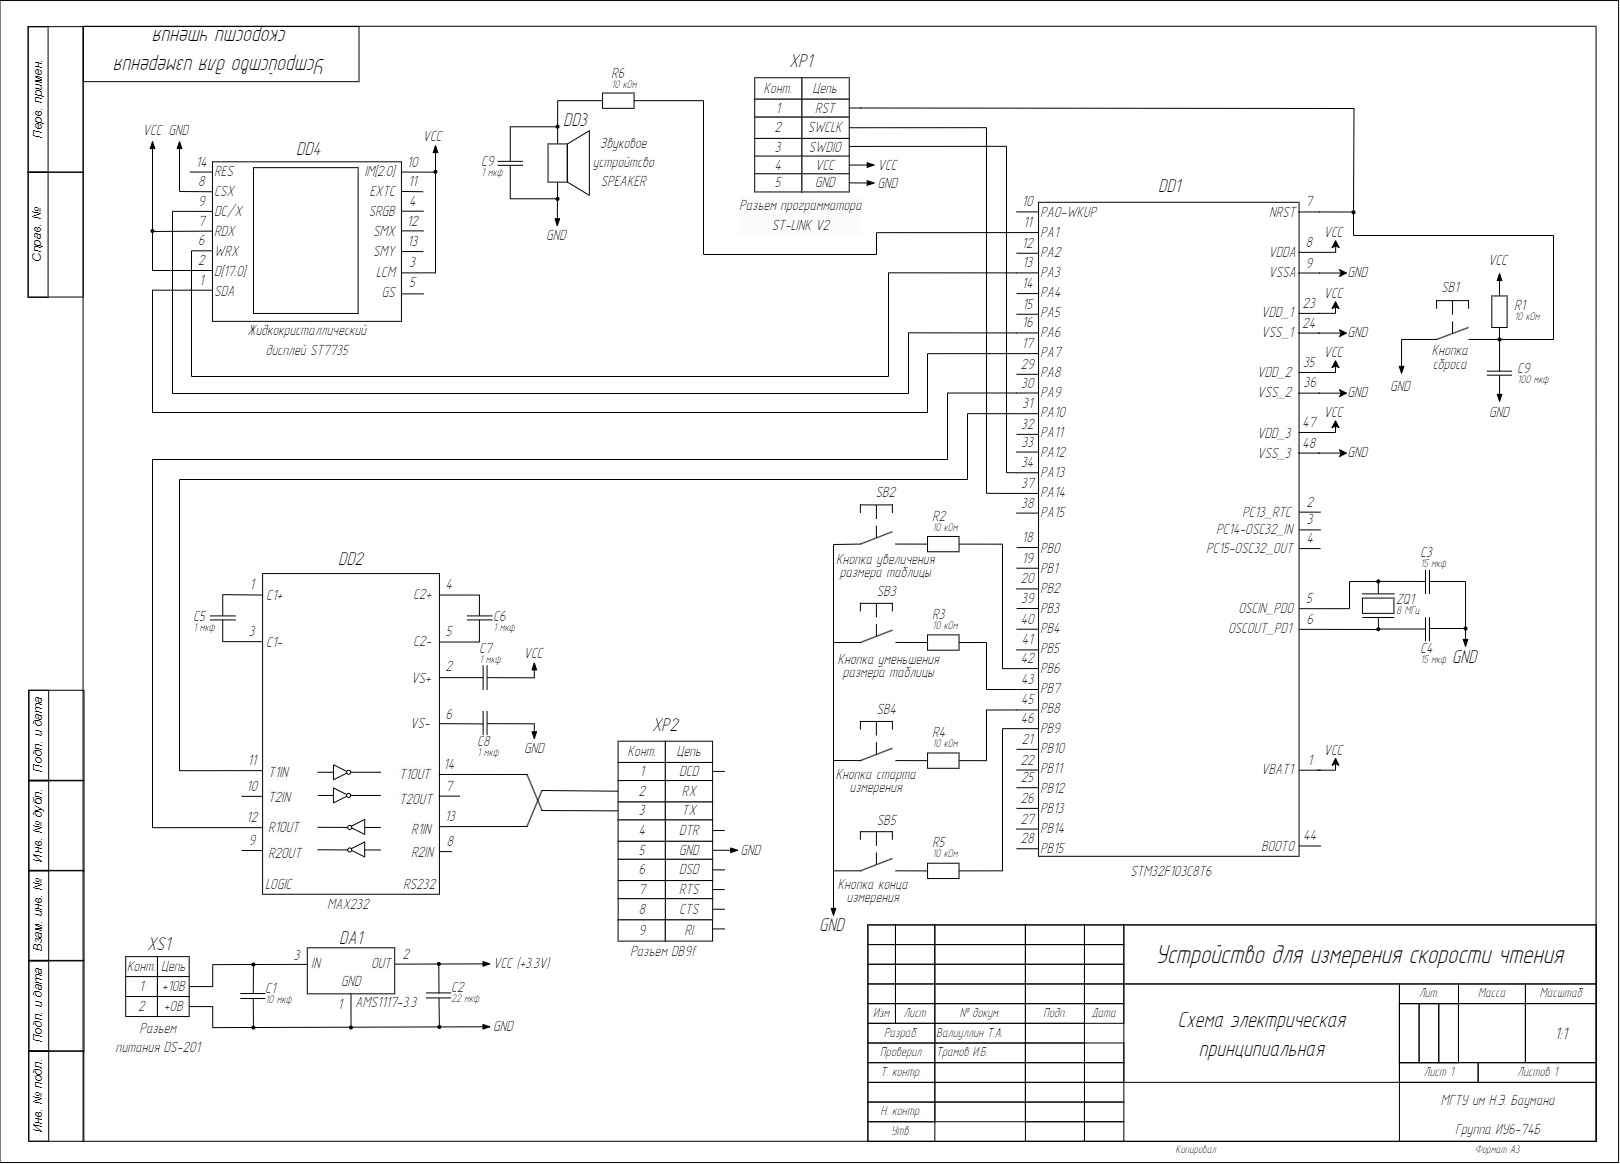 Устройство для измерения
скорости чтения
Перв. примен.
Справ. №
Подп. и дата
Инв. № дубл.
Взам. инв. №
Подп. и дата
Инв. № подл.
VCC GND
DD4
VCC
14 RES
8 CSX
9 DC/X
7 RDX
6 WRX
2 D[17:0]
1 SDA
IM[2:0] 10
EXTC 11
SRGB 4
SMX 12
SMY 13
LCM 3
GS 5
Жидкокристаллический
дисплей ST7735
R6
10 кОм
DD3
C9
1 мкф
Звуковое
устройтсво
SPEAKER
GND
XP1
Конт. Цепь
1 RST
2 SWCLK
3 SWDIO
4 VCC VCC
5 GND GND
Разьем программатора
ST-LINK V2
DD1
10 PA0-WKUP
11 PA1
12 PA2
13 PA3
14 PA4
15 PA5
16 PA6
17 PA7
29 PA8
30 PA9
31 PA10
32 PA11
33 PA12
34 PA13
37 PA14
38 PA15
18 PB0
19 PB1
20 PB2
39 PB3
40 PB4
41 PB5
42 PB6
43 PB7
45 PB8
46 PB9
21 PB10
22 PB11
25 PB12
26 PB13
27 PB14
28 PB15
NRST 7
VDDA 8 VCC
VSSA 9 GND
VDD_1 23 VCC
VSS_1 24 GND
VDD_2 35 VCC
VSS_2 36 GND
VDD_3 47 VCC
VSS_3 48 GND
PC13_RTC 2
PC14-OSC32_IN 3
PC15-OSC32_OUT 4
OSCIN_PD0 5
OSCOUT_PD1 6
VBAT1 1 VCC
BOOT0 44
STM32F103C8T6
VCC
SB1
R1
10 кОм
Кнопка
сброса
GND
C9
100 мкф
GND
C3
15 мкф
ZQ1
8 МГц
C4
15 мкф
GND
SB2
R2
10 кОм
Кнопка увеличения
размера таблицы
SB3
R3
10 кОм
Кнопка уменьшения
размера таблицы
SB4
R4
10 кОм
Кнопка старта
измерения
SB5
R5
10 кОм
Кнопка конца
измерения
GND
DD2
1 C1+
3 C1-
C5
1 мкф
C2+ 4
C2- 5
C6
1 мкф
VS+ 2
C7
1 мкф
VCC
VS- 6
C8
1 мкф
GND
11 T1IN
10 T2IN
12 R1OUT
9 R2OUT
T1OUT 14
T2OUT 7
R1IN 13
R2IN 8
LOGIC RS232
MAX232
XP2
Конт. Цепь
1 DCD
2 RX
3 TX
4 DTR
5 GND GND
6 DSD
7 RTS
8 CTS
9 RI
Разьем DB9f
XS1
Конт. Цепь
1 +10В
2 +0В
Разьем
питания DS-201
DA1
3 IN OUT 2
GND
1 AMS1117-3.3
C1
10 мкф
C2
22 мкф
VCC (+3.3V)
GND
Устройство для измерения скорости чтения
Схема электрическая
принципиальная
Лит. Масса Масштаб
1:1
Лист 1 Листов 1
МГТУ им Н.Э. Баумана
Группа ИУ6-74Б
Изм Лист № докум. Подп. Дата
Разраб. Валиуллин Т.А.
Проверил Трамов И.Б.
Т. контр.
Н. контр.
Утв.
Копировал Формат А3